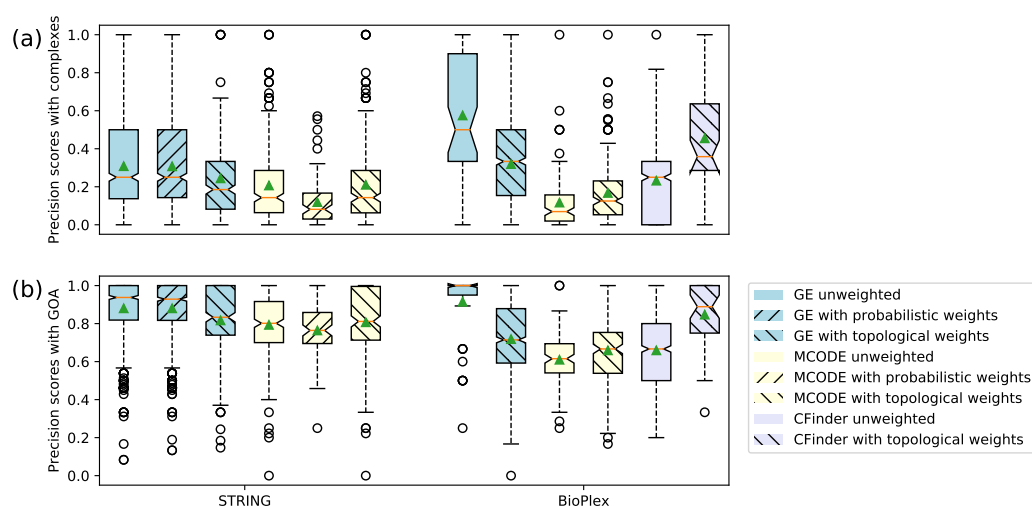 (a)
Precision scores with complexes
1.0
0.8
0.6
0.4
0.2
0.0
(b)
Precision scores with GOA
1.0
0.8
0.6
0.4
0.2
0.0
STRING
BioPlex
GE unweighted
GE with probabilistic weights
GE with topological weights
MCODE unweighted
MCODE with probabilistic weights
MCODE with topological weights
CFinder unweighted
CFinder with topological weights